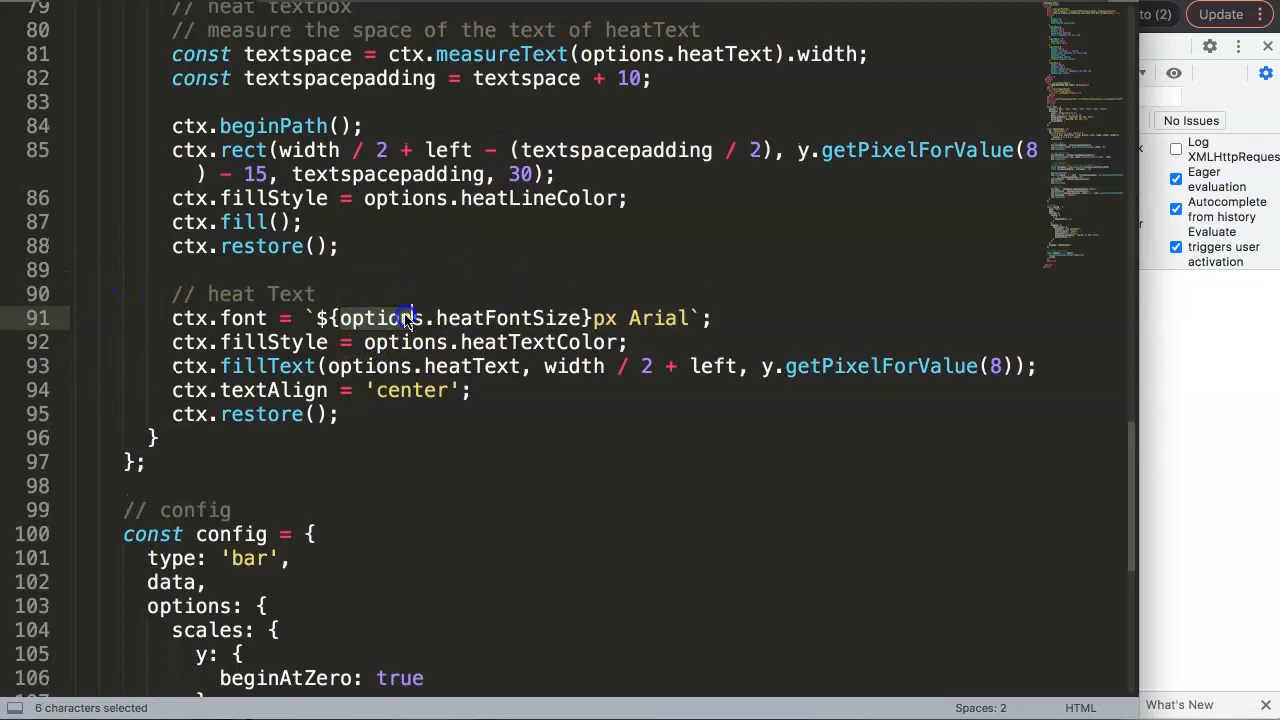 79 // heat textbox
80 // measure the space of the text of heatText
81 const textspace = ctx.measureText(options.heatText).width;
82 const textspacepadding = textspace + 10;
83
84 ctx.beginPath();
85 ctx.rect(width / 2 + left - (textspacepadding / 2), y.getPixelForValue(8
) - 15, textspacepadding, 30);
86 ctx.fillStyle = options.heatLineColor;
87 ctx.fill();
88 ctx.restore();
89
90 // heat Text
91 ctx.font = `${options.heatFontSize}px Arial`;
92 ctx.fillStyle = options.heatTextColor;
93 ctx.fillText(options.heatText, width / 2 + left, y.getPixelForValue(8));
94 ctx.textAlign = 'center';
95 ctx.restore();
96 }
97 };
98
99 // config
100 const config = {
101 type: 'bar',
102 data,
103 options: {
104 scales: {
105 y: {
106 beginAtZero: true
6 characters selected
Spaces: 2
HTML
to (2)
Update
No Issues
Log
XMLHttpReques
Eager
evaluation
Autocomplete
from history
Evaluate
triggers user
activation
What's New